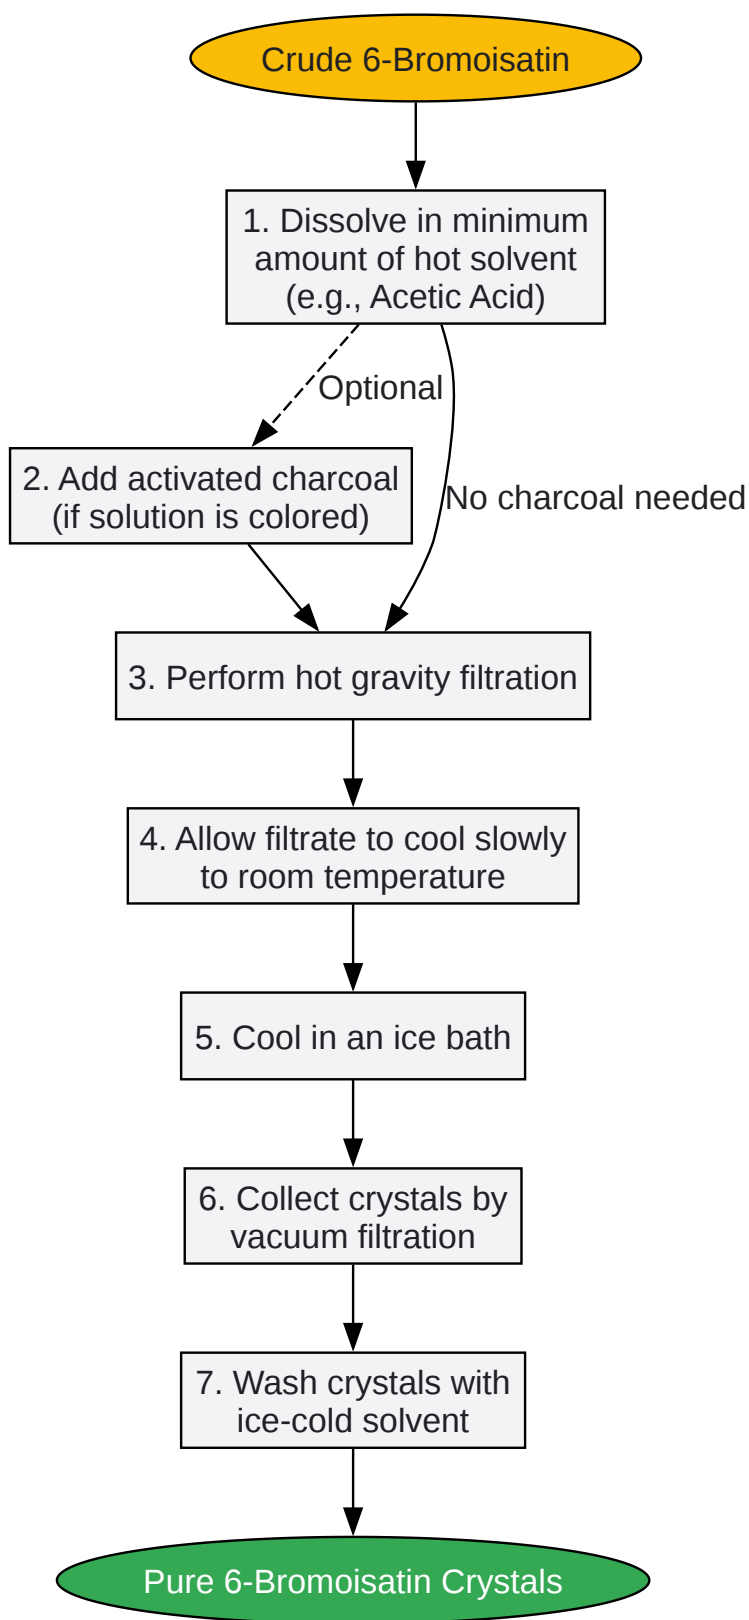 Crude 6-Bromoisatin
1. Dissolve in minimum
amount of hot solvent
(e.g., Acetic Acid)
Optional
2. Add activated charcoal
(if solution is colored)
No charcoal needed
3. Perform hot gravity filtration
4. Allow filtrate to cool slowly
to room temperature
5. Cool in an ice bath
6. Collect crystals by
vacuum filtration
7. Wash crystals with
ice-cold solvent
Pure 6-Bromoisatin Crystals